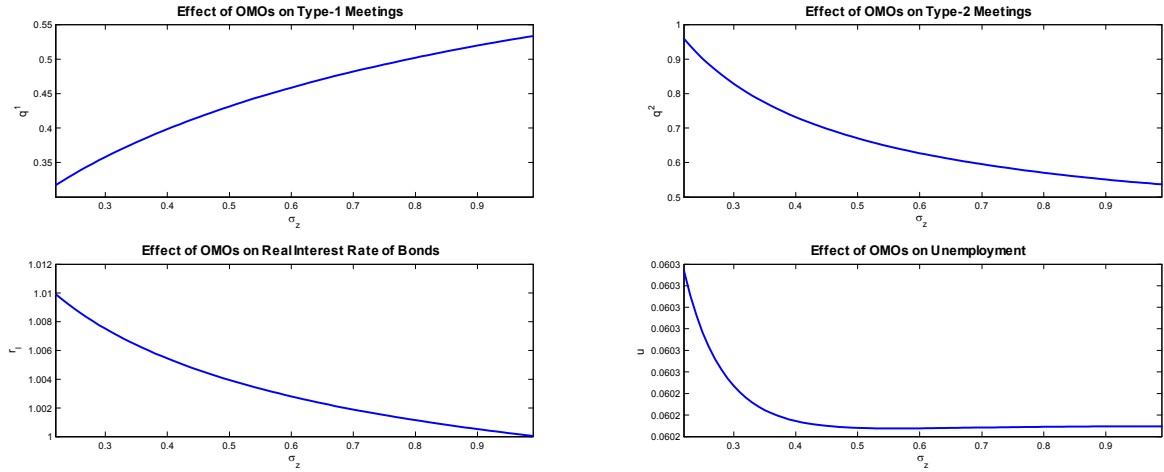 Effect of OMOs on Type-1 Meetings
0.55
0.5
0.45
0.4
0.35
q1
0.3 0.4 0.5 0.6 0.7 0.8 0.9
σz
Effect of OMOs on Type-2 Meetings
1
0.9
0.8
0.7
0.6
0.5
q2
0.3 0.4 0.5 0.6 0.7 0.8 0.9
σz
Effect of OMOs on Real Interest Rate of Bonds
1.012
1.01
1.008
1.006
1.004
1.002
1
rl
0.3 0.4 0.5 0.6 0.7 0.8 0.9
σz
Effect of OMOs on Unemployment
0.0603
0.0603
0.0603
0.0603
0.0603
0.0603
0.0602
0.0602
0.0602
u
0.3 0.4 0.5 0.6 0.7 0.8 0.9
σz